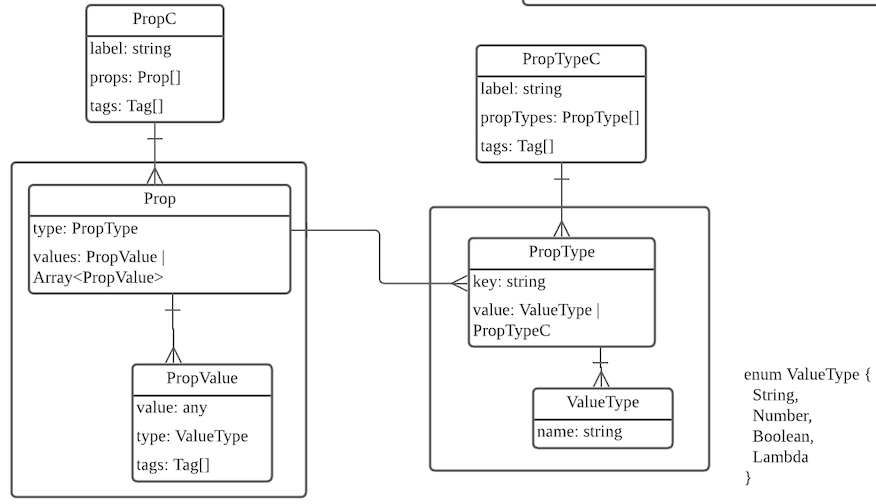 PropC
label: string
props: Prop[]
tags: Tag[]
PropTypeC
label: string
propTypes: PropType[]
tags: Tag[]
Prop
type: PropType
values: PropValue |
Array<PropValue>
PropType
key: string
value: ValueType |
PropTypeC
PropValue
value: any
type: ValueType
tags: Tag[]
ValueType
name: string
enum ValueType {
String,
Number,
Boolean,
Lambda
}